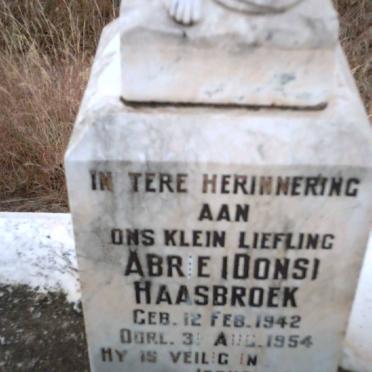 IN TERE HERINNERING
AAN
ONS KLEIN LIEFLING
ABRIE (DONS)
HAASBROEK
GEB. 12 FEB. 1942
OORL. AUG. 1954
HY IS VEILIG IN